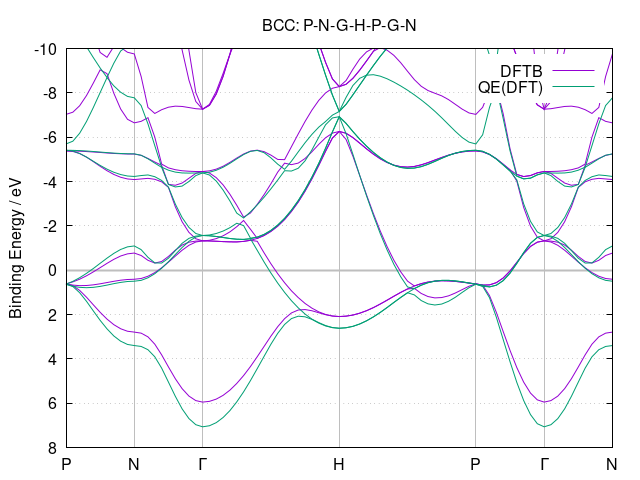 BCC: P-N-G-H-P-G-N
-10
-8
-6
-4
-2
0
2
4
6
8
Binding Energy / eV
DFTB
QE(DFT)
P N Γ H P Γ N